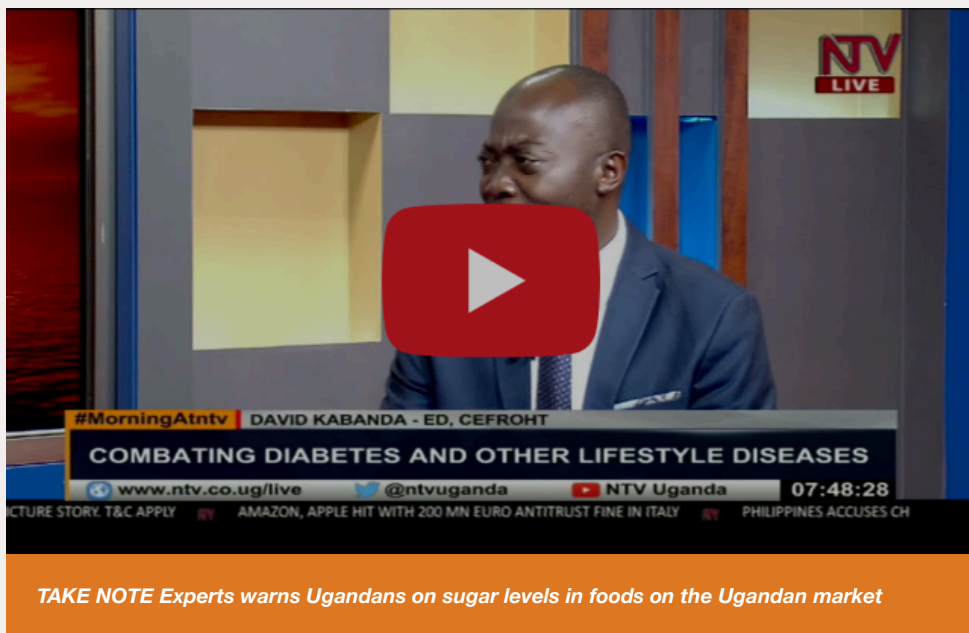 NTV
LIVE
#MorningAtntv DAVID KABANDA - ED, CEFROHT
COMBATING DIABETES AND OTHER LIFESTYLE DISEASES
www.ntv.co.ug/live @ntvuganda NTV Uganda 07:48:28
ICTURE STORY. T&C APPLY AMAZON, APPLE HIT WITH 200 MN EURO ANTITRUST FINE IN ITALY PHILIPPINES ACCUSES CH
TAKE NOTE Experts warns Ugandans on sugar levels in foods on the Ugandan market